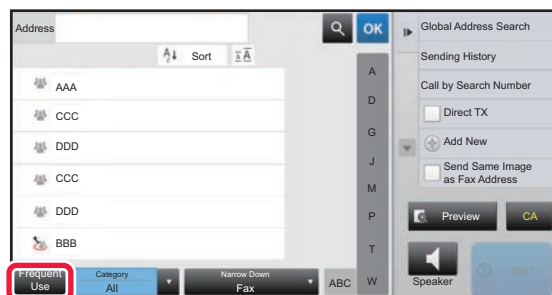 Address
OK
Sort
AAA
CCC
DDD
CCC
DDD
BBB
A
D
G
J
M
P
T
W
Frequent
Use
Category
All
Narrow Down
Fax
ABC
Global Address Search
Sending History
Call by Search Number
Direct TX
Add New
Send Same Image
as Fax Address
Preview
CA
Speaker
Start